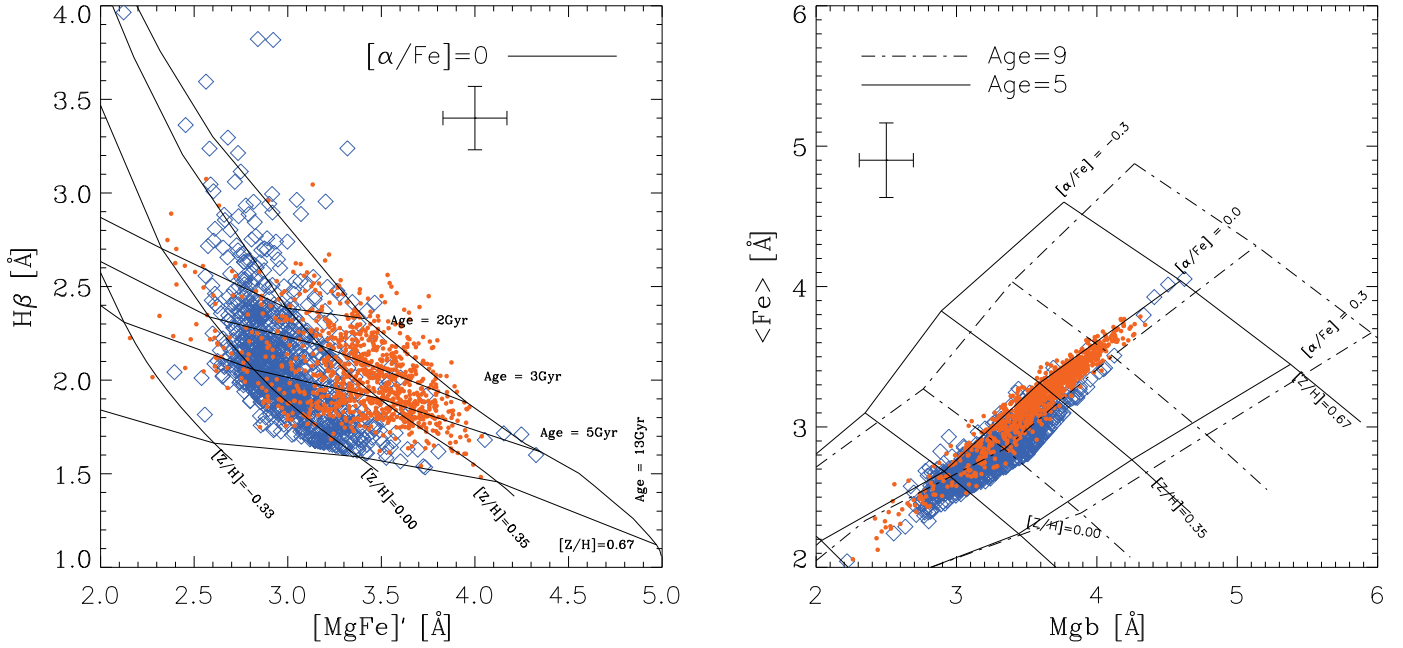 4.0
3.5
3.0
2.5
2.0
1.5
1.0
Hβ [Å]
[α/Fe]=0
Age = 2Gyr
Age = 3Gyr
Age = 5Gyr
Age = 13Gyr
[Z/H]=-0.33
[Z/H]=0.00
[Z/H]=0.35
[Z/H]=0.67
2.0 2.5 3.0 3.5 4.0 4.5 5.0
[MgFe]' [Å]
6
5
4
3
2
<Fe> [Å]
Age=9
Age=5
[α/Fe] = -0.3
[α/Fe] = 0.0
[α/Fe] = 0.3
[Z/H]=0.67
[Z/H]=0.35
[Z/H]=0.00
2 3 4 5 6
Mgb [Å]